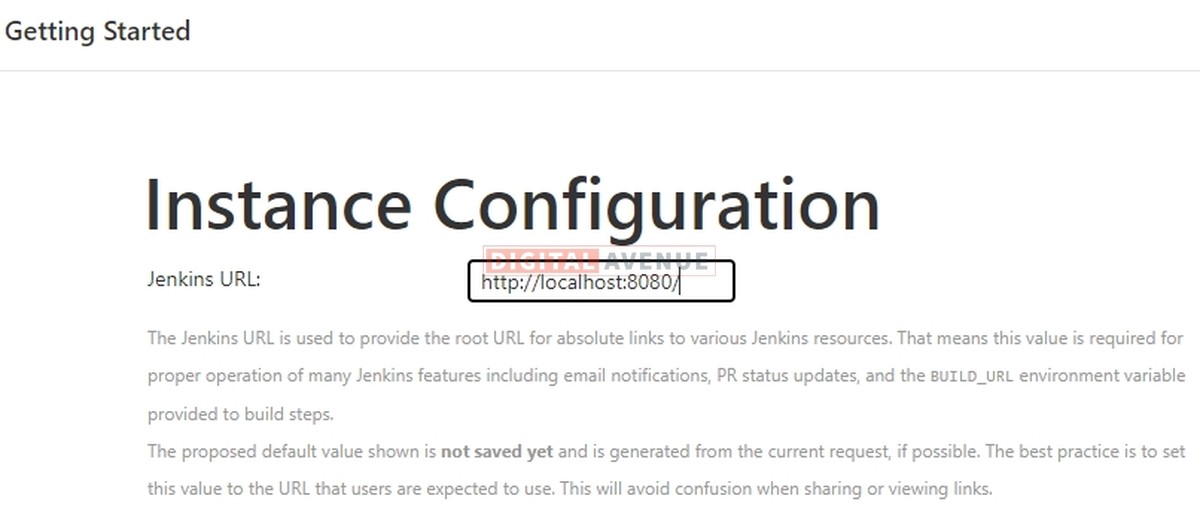 Getting Started
Instance Configuration
DIGITAL AVENUE
Jenkins URL:
http://localhost:8080/
The Jenkins URL is used to provide the root URL for absolute links to various Jenkins resources. That means this value is required for
proper operation of many Jenkins features including email notifications, PR status updates, and the BUILD_URL environment variable
provided to build steps.
The proposed default value shown is not saved yet and is generated from the current request, if possible. The best practice is to set
this value to the URL that users are expected to use. This will avoid confusion when sharing or viewing links.